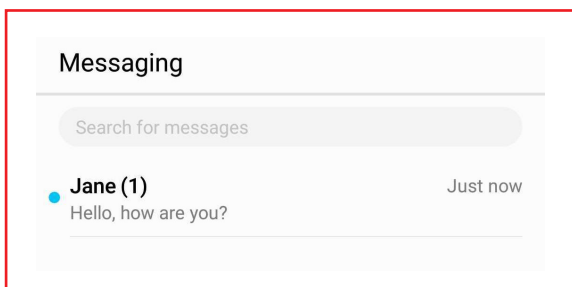 Messaging
Search for messages
Jane (1)
Just now
Hello, how are you?